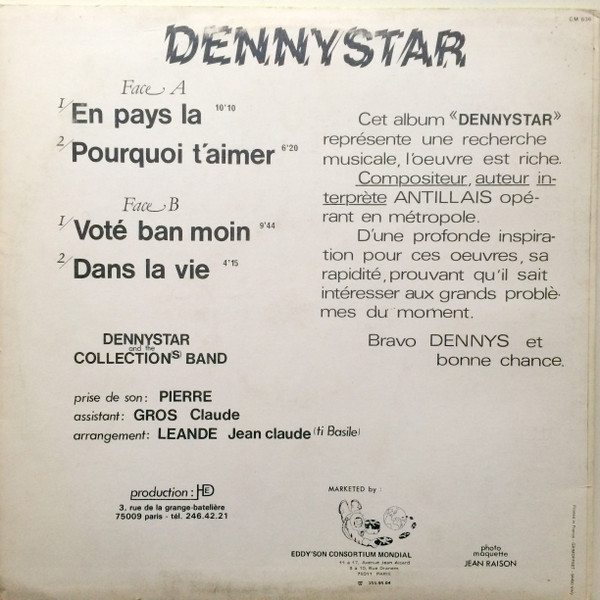 DENNYSTAR
Face A
1/ En pays la 10'10
2/ Pourquoi t'aimer 6'20
Face B
1/ Voté ban moin 9'44
2/ Dans la vie 4'15
DENNYSTAR
and the
COLLECTION(S) BAND
prise de son: PIERRE
assistant: GROS Claude
arrangement: LEANDE Jean claude (ti Basile)
production: HD
3, rue de la grange-batelière
75009 paris - tél. 246.42.21
Cet album «DENNYSTAR»
représente une recherche
musicale, l'oeuvre est riche.
Compositeur, auteur in-
terprète ANTILLAIS opé-
rant en métropole.
D'une profonde inspira-
tion pour ces oeuvres, sa
rapidité, prouvant qu'il sait
intéresser aux grands problè-
mes du moment.
Bravo DENNYS et
bonne chance.
MARKETED by
EDDY'SON CONSORTIUM MONDIAL
PARIS
photo
maquette
JEAN RAISON